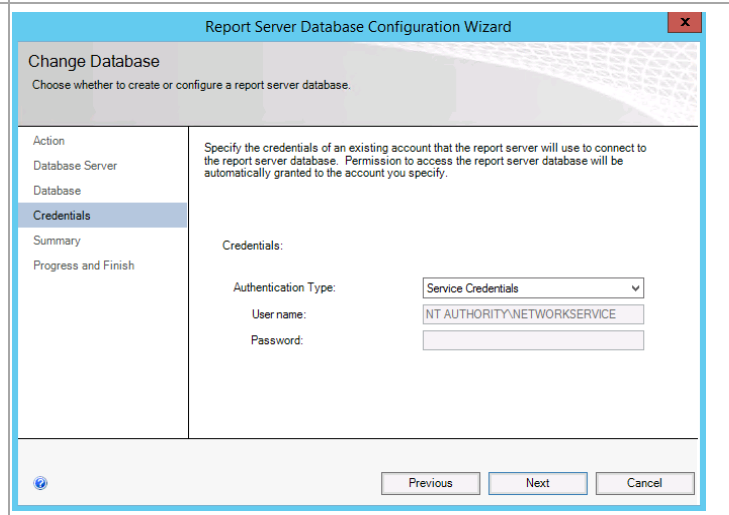 Report Server Database Configuration Wizard
x
Change Database
Choose whether to create or configure a report server database.
Action
Database Server
Database
Credentials
Summary
Progress and Finish
Specify the credentials of an existing account that the report server will use to connect to
the report server database. Permission to access the report server database will be
automatically granted to the account you specify.
Credentials:
Authentication Type:
Service Credentials
User name:
NT AUTHORITY\NETWORKSERVICE
Password:
?
Previous
Next
Cancel